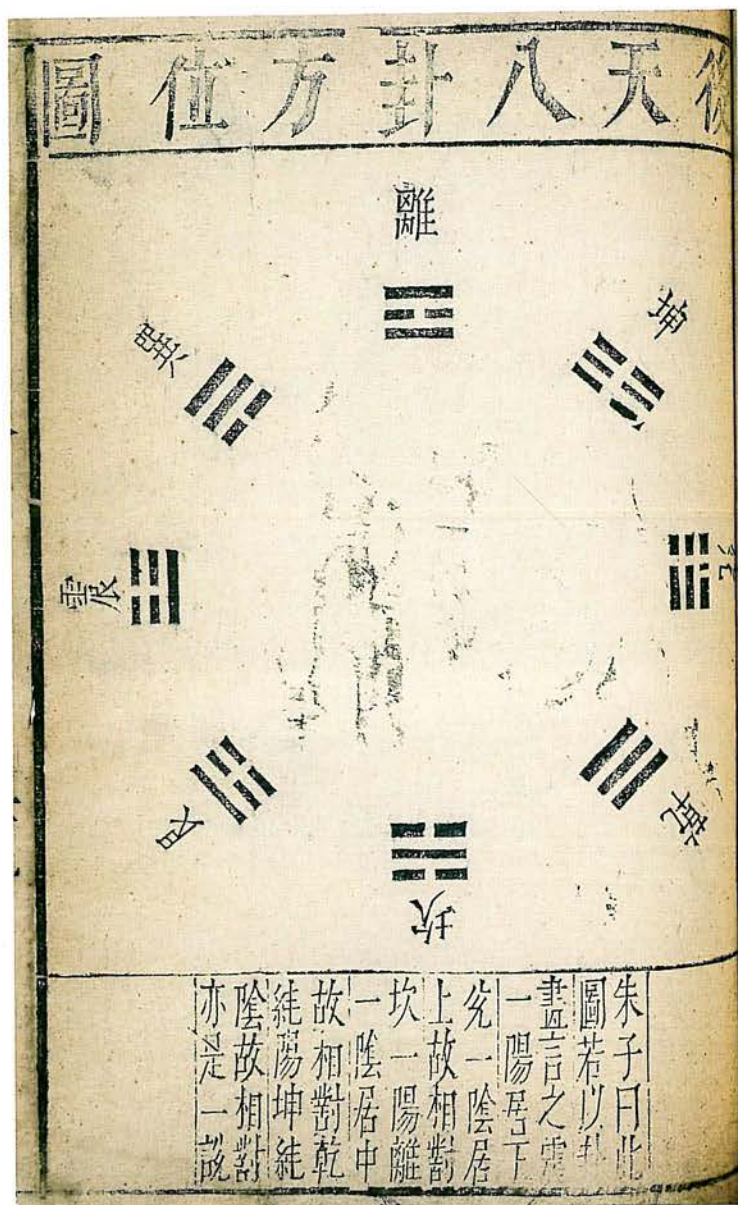 後天八卦方位圖
離
坤
乾
坎
艮
震
巽
朱子曰此
圖若以卦
畫言之震
一陽居下
兊一陰居
上故相對
坎一陽離
一陰居中
故相對乾
純陽坤純
陰故相對
亦是一說